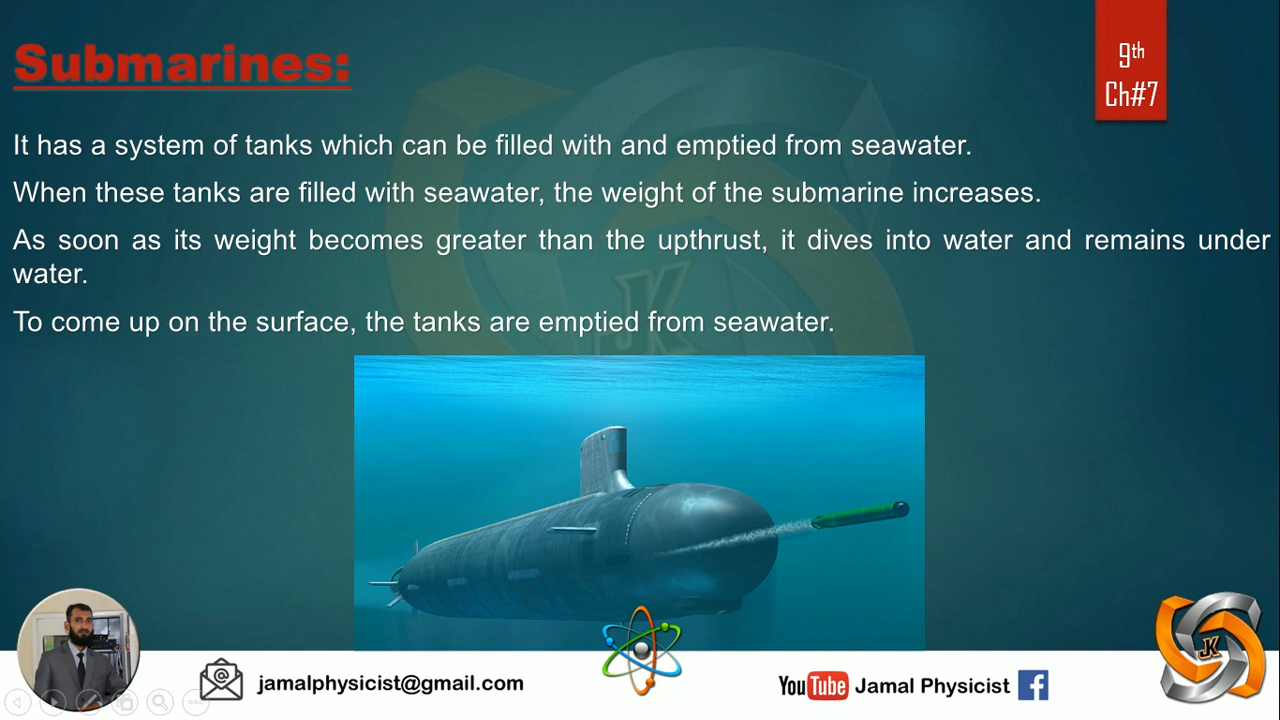 Submarines:
9th
Ch#7
It has a system of tanks which can be filled with and emptied from seawater.
When these tanks are filled with seawater, the weight of the submarine increases.
As soon as its weight becomes greater than the upthrust, it dives into water and remains under
water.
To come up on the surface, the tanks are emptied from seawater.
JK
jamalphysicist@gmail.com
YouTube Jamal Physicist f
JK